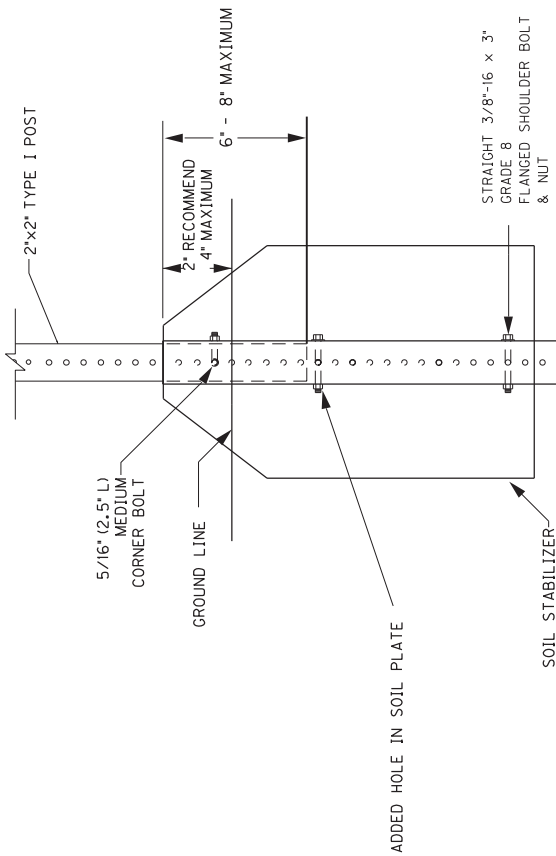 2"x2" TYPE I POST
6" - 8" MAXIMUM
2" RECOMMEND
4" MAXIMUM
5/16" (2.5" L)
MEDIUM
CORNER BOLT
GROUND LINE
STRAIGHT 3/8"-16 x 3"
GRADE 8
FLANGED SHOULDER BOLT
& NUT
ADDED HOLE IN SOIL PLATE
SOIL STABILIZER